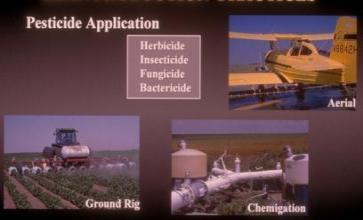 Pesticide Application
Herbicide
Insecticide
Fungicide
Bactericide
Aerial
Ground Rig
Chemigation